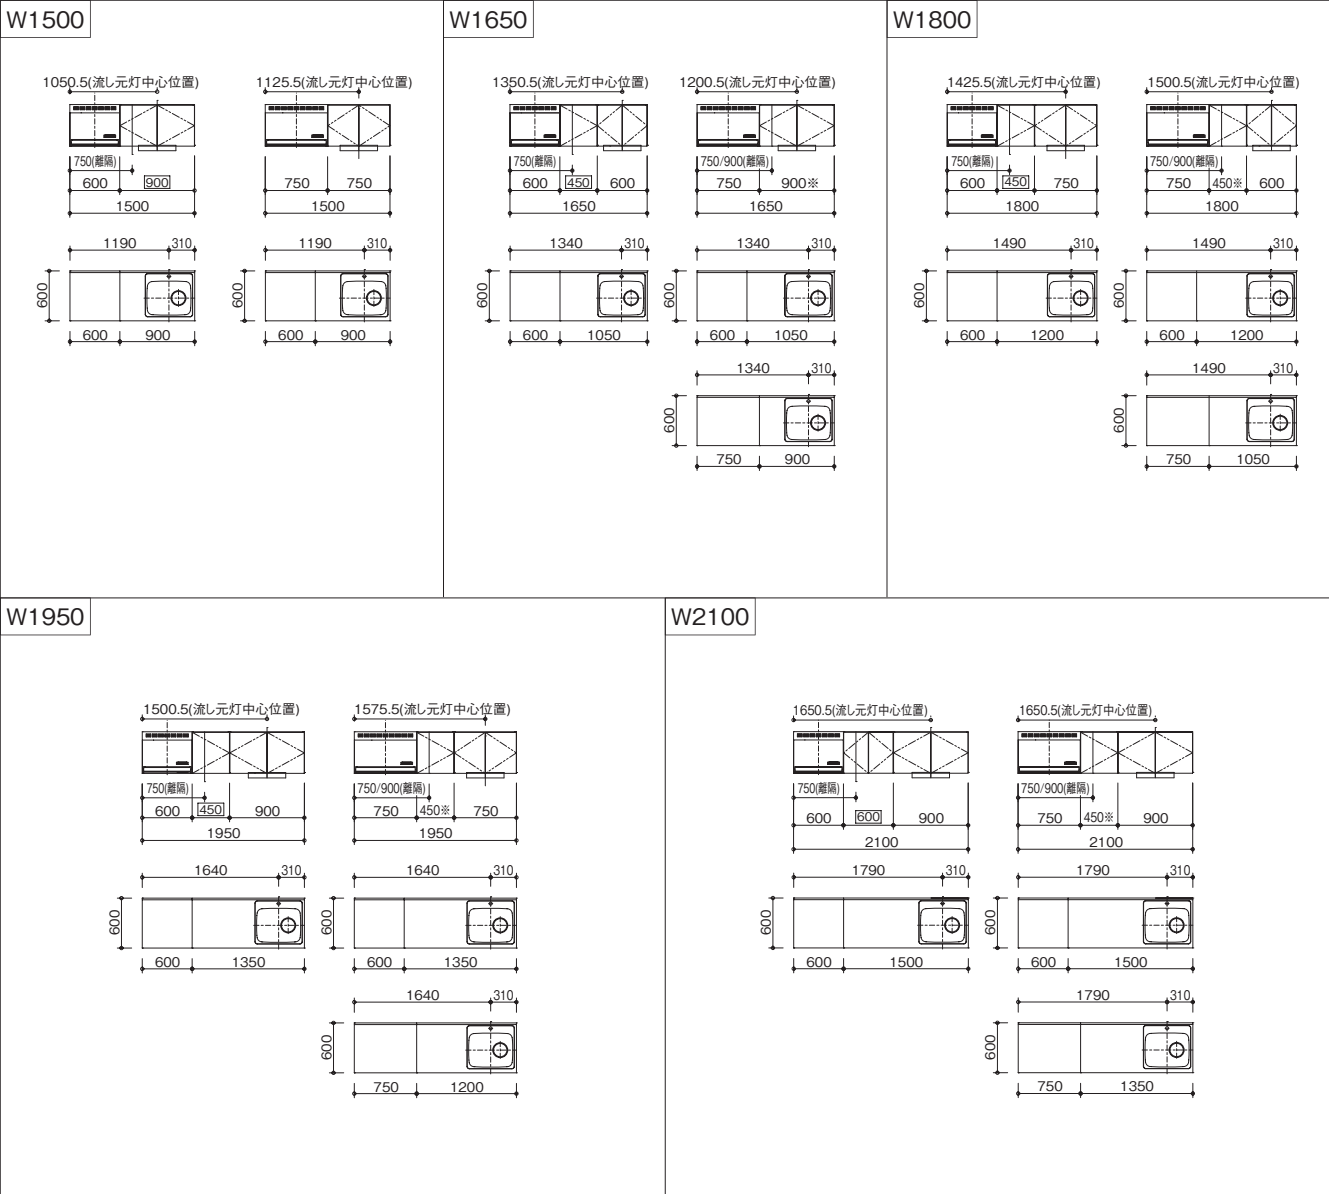 W1500
1050.5(流し元灯中心位置)
750(離隔)
600 900
1500
1190 310
600
600 900
1125.5(流し元灯中心位置)
750 750
1500
1190 310
600
600 900
W1650
1350.5(流し元灯中心位置)
750(離隔)
600 450 600
1650
1340 310
600
600 1050
1200.5(流し元灯中心位置)
750/900(離隔)
750 900※
1650
1340 310
600
600 1050
1340 310
600
750 900
W1800
1425.5(流し元灯中心位置)
750(離隔)
600 450 750
1800
1490 310
600
600 1200
1500.5(流し元灯中心位置)
750/900(離隔)
750 450※ 600
1800
1490 310
600
600 1200
1490 310
600
750 1050
W1950
1500.5(流し元灯中心位置)
750(離隔)
600 450 900
1950
1640 310
600
600 1350
1575.5(流し元灯中心位置)
750/900(離隔)
750 450※ 750
1950
1640 310
600
600 1350
1640 310
600
750 1200
W2100
1650.5(流し元灯中心位置)
750(離隔)
600 600 900
2100
1790 310
600
600 1500
1650.5(流し元灯中心位置)
750/900(離隔)
750 450※ 900
2100
1790 310
600
600 1500
1790 310
600
750 1350